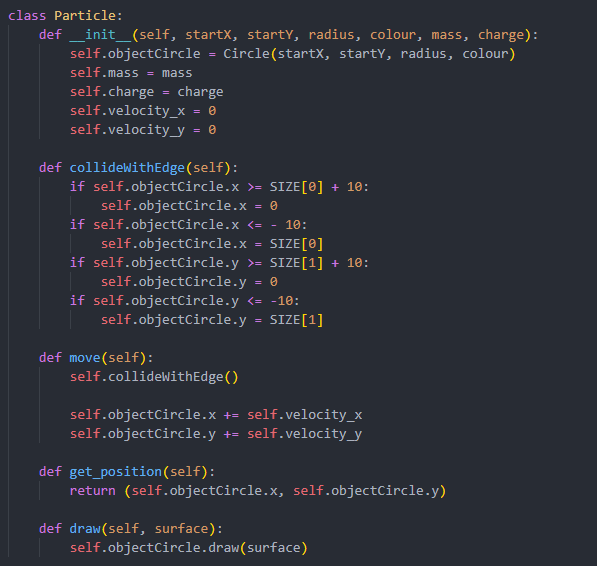 class Particle:
    def __init__(self, startX, startY, radius, colour, mass, charge):
        self.objectCircle = Circle(startX, startY, radius, colour)
        self.mass = mass
        self.charge = charge
        self.velocity_x = 0
        self.velocity_y = 0

    def collideWithEdge(self):
        if self.objectCircle.x >= SIZE[0] + 10:
            self.objectCircle.x = 0
        if self.objectCircle.x <= - 10:
            self.objectCircle.x = SIZE[0]
        if self.objectCircle.y >= SIZE[1] + 10:
            self.objectCircle.y = 0
        if self.objectCircle.y <= -10:
            self.objectCircle.y = SIZE[1]

    def move(self):
        self.collideWithEdge()

        self.objectCircle.x += self.velocity_x
        self.objectCircle.y += self.velocity_y

    def get_position(self):
        return (self.objectCircle.x, self.objectCircle.y)

    def draw(self, surface):
        self.objectCircle.draw(surface)